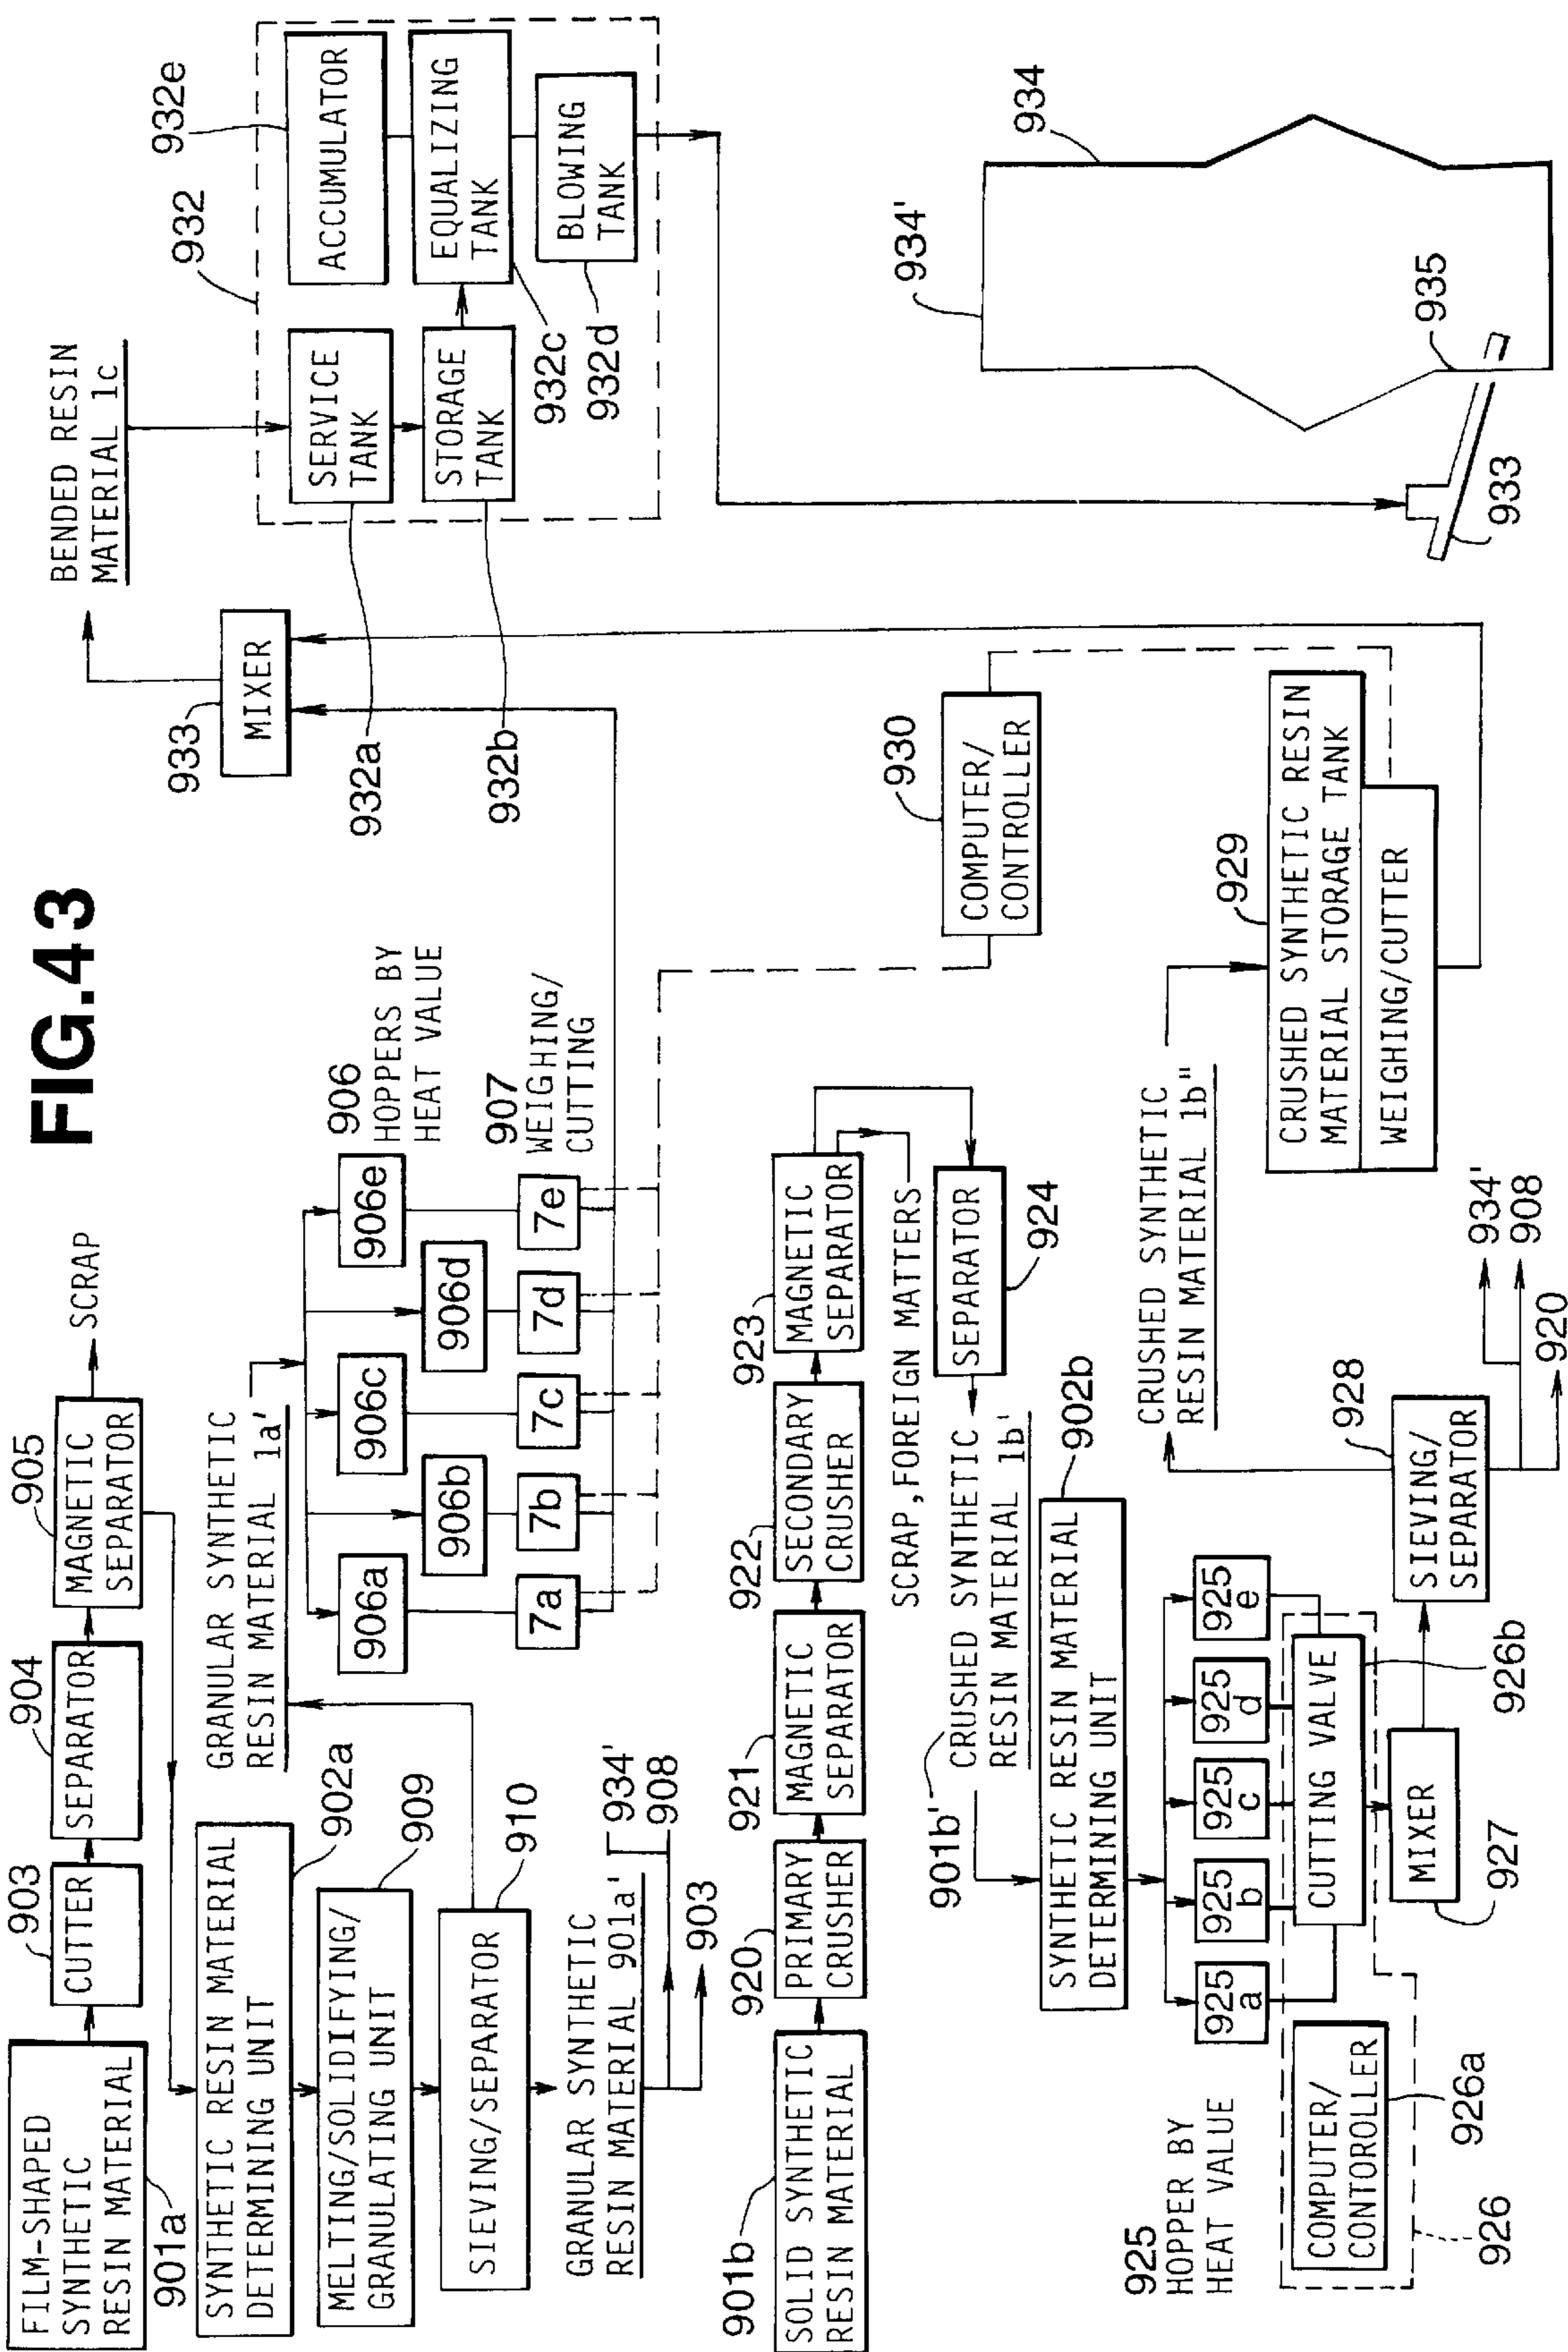 FIG.43
FILM-SHAPED
SYNTHETIC
RESIN MATERIAL
901a
CUTTER
903
SEPARATOR
904
MAGNETIC
SEPARATOR
905
SCRAP
SYNTHETIC RESIN MATERIAL
DETERMINING UNIT
902a
MELTING/SOLIDIFYING/
GRANULATING UNIT
909
SIEVING/SEPARATOR
910
GRANULAR SYNTHETIC
RESIN MATERIAL 901a'
934'
908
903
GRANULAR SYNTHETIC
RESIN MATERIAL 1a'
906a
906b
906c
906d
906e
906
HOPPERS BY
HEAT VALUE
7a
7b
7c
7d
7e
907
WEIGHING/
CUTTING
933
MIXER
BENDED RESIN
MATERIAL 1c
932
932e
SERVICE
TANK
932a
STORAGE
TANK
932b
ACCUMULATOR
EQUALIZING
TANK
932c
BLOWING
TANK
932d
934'
934
935
933
901b
SOLID SYNTHETIC
RESIN MATERIAL
920
PRIMARY
CRUSHER
921
MAGNETIC
SEPARATOR
922
SECONDARY
CRUSHER
923
MAGNETIC
SEPARATOR
SCRAP,FOREIGN MATTERS
SEPARATOR
924
901b'
CRUSHED SYNTHETIC
RESIN MATERIAL 1b'
SYNTHETIC RESIN MATERIAL
DETERMINING UNIT
902b
925
HOPPER BY
HEAT VALUE
925
a
925
b
925
c
925
d
925
e
COMPUTER/
CONTOROLLER
926a
926
CUTTING VALVE
926b
MIXER
927
SIEVING/
SEPARATOR
928
934'
908
920
CRUSHED SYNTHETIC
RESIN MATERIAL 1b"
929
CRUSHED SYNTHETIC RESIN
MATERIAL STORAGE TANK
WEIGHING/CUTTER
930
COMPUTER/
CONTROLLER